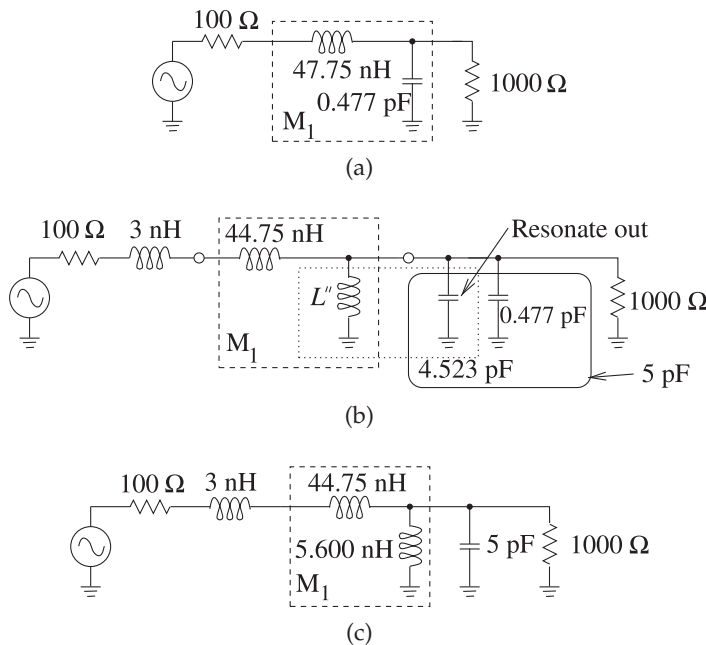 100 Ω
47.75 nH
0.477 pF
1000 Ω
M1
(a)
100 Ω
3 nH
44.75 nH
Resonate out
L″
0.477 pF
1000 Ω
M1
4.523 pF
5 pF
(b)
100 Ω
3 nH
44.75 nH
5.600 nH
5 pF
1000 Ω
M1
(c)